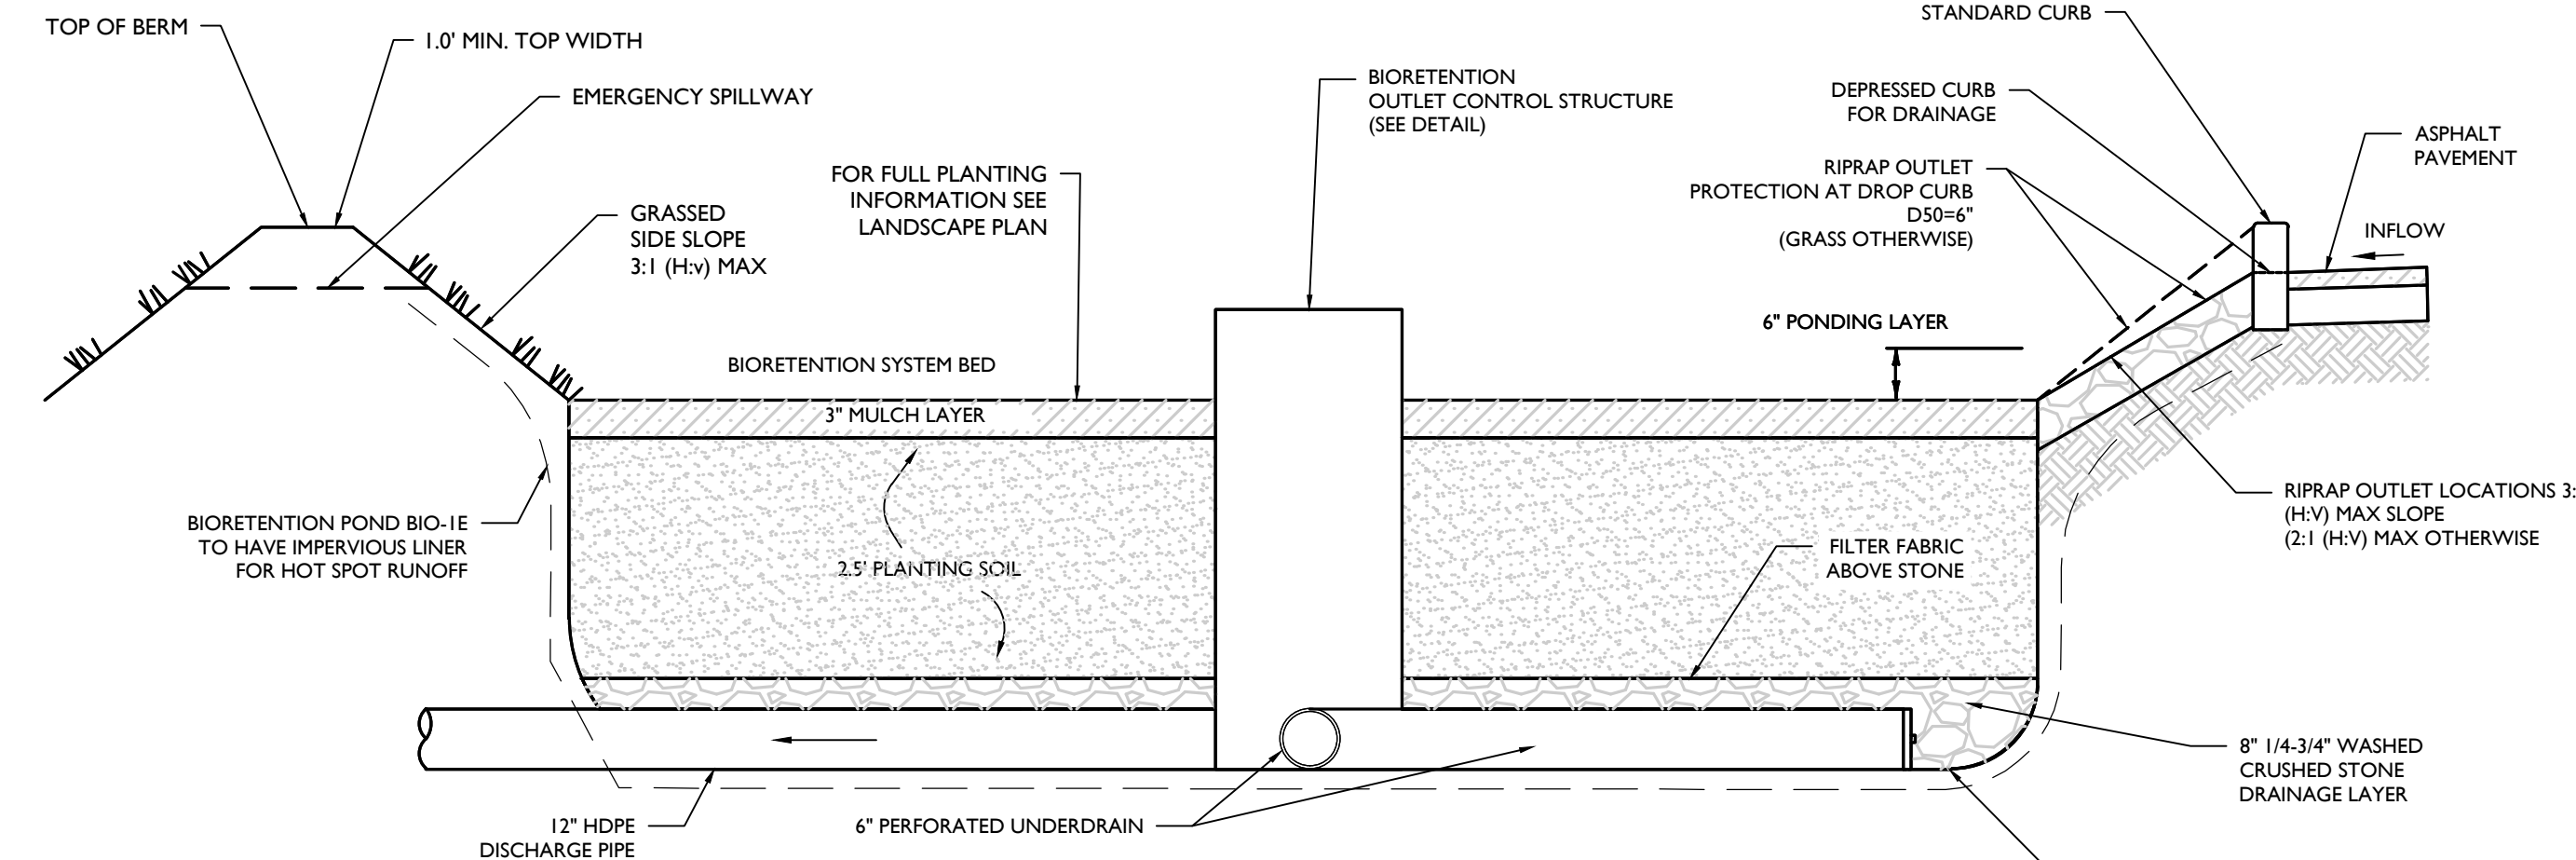 TOP OF BERM
1.0' MIN. TOP WIDTH
EMERGENCY SPILLWAY
GRASSED
SIDE SLOPE
3:1 (H:v) MAX
FOR FULL PLANTING
INFORMATION SEE
LANDSCAPE PLAN
BIORETENTION
OUTLET CONTROL STRUCTURE
(SEE DETAIL)
STANDARD CURB
DEPRESSED CURB
FOR DRAINAGE
ASPHALT
PAVEMENT
RIPRAP OUTLET
PROTECTION AT DROP CURB
D50=6"
(GRASS OTHERWISE)
INFLOW
6" PONDING LAYER
BIORETENTION SYSTEM BED
3" MULCH LAYER
BIORETENTION POND BIO-1E
TO HAVE IMPERVIOUS LINER
FOR HOT SPOT RUNOFF
2.5' PLANTING SOIL
FILTER FABRIC
ABOVE STONE
RIPRAP OUTLET LOCATIONS 3:
(H:V) MAX SLOPE
(2:1 (H:V) MAX OTHERWISE
8" 1/4-3/4" WASHED
CRUSHED STONE
DRAINAGE LAYER
12" HDPE
DISCHARGE PIPE
6" PERFORATED UNDERDRAIN